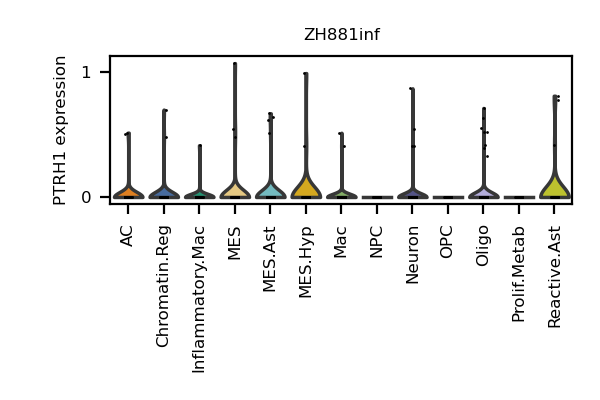 ZH881inf
PTRH1 expression
1
0
AC
Chromatin.Reg
Inflammatory.Mac
MES
MES.Ast
MES.Hyp
Mac
NPC
Neuron
OPC
Oligo
Prolif.Metab
Reactive.Ast